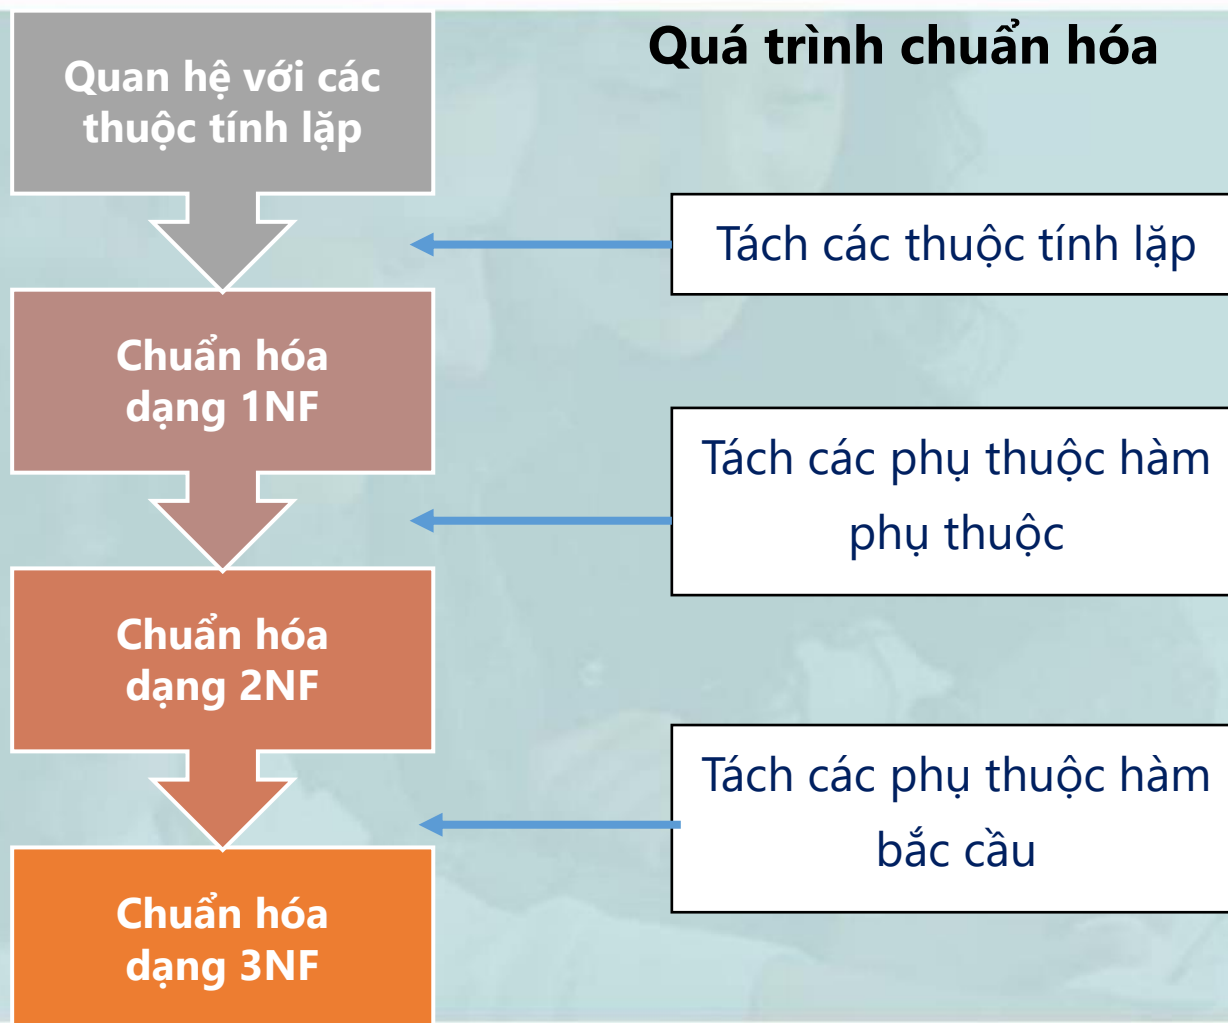 Quá trình chuẩn hóa
Quan hệ với các
thuộc tính lặp
Tách các thuộc tính lặp
Chuẩn hóa
dạng 1NF
Tách các phụ thuộc hàm
phụ thuộc
Chuẩn hóa
dạng 2NF
Tách các phụ thuộc hàm
bắc cầu
Chuẩn hóa
dạng 3NF